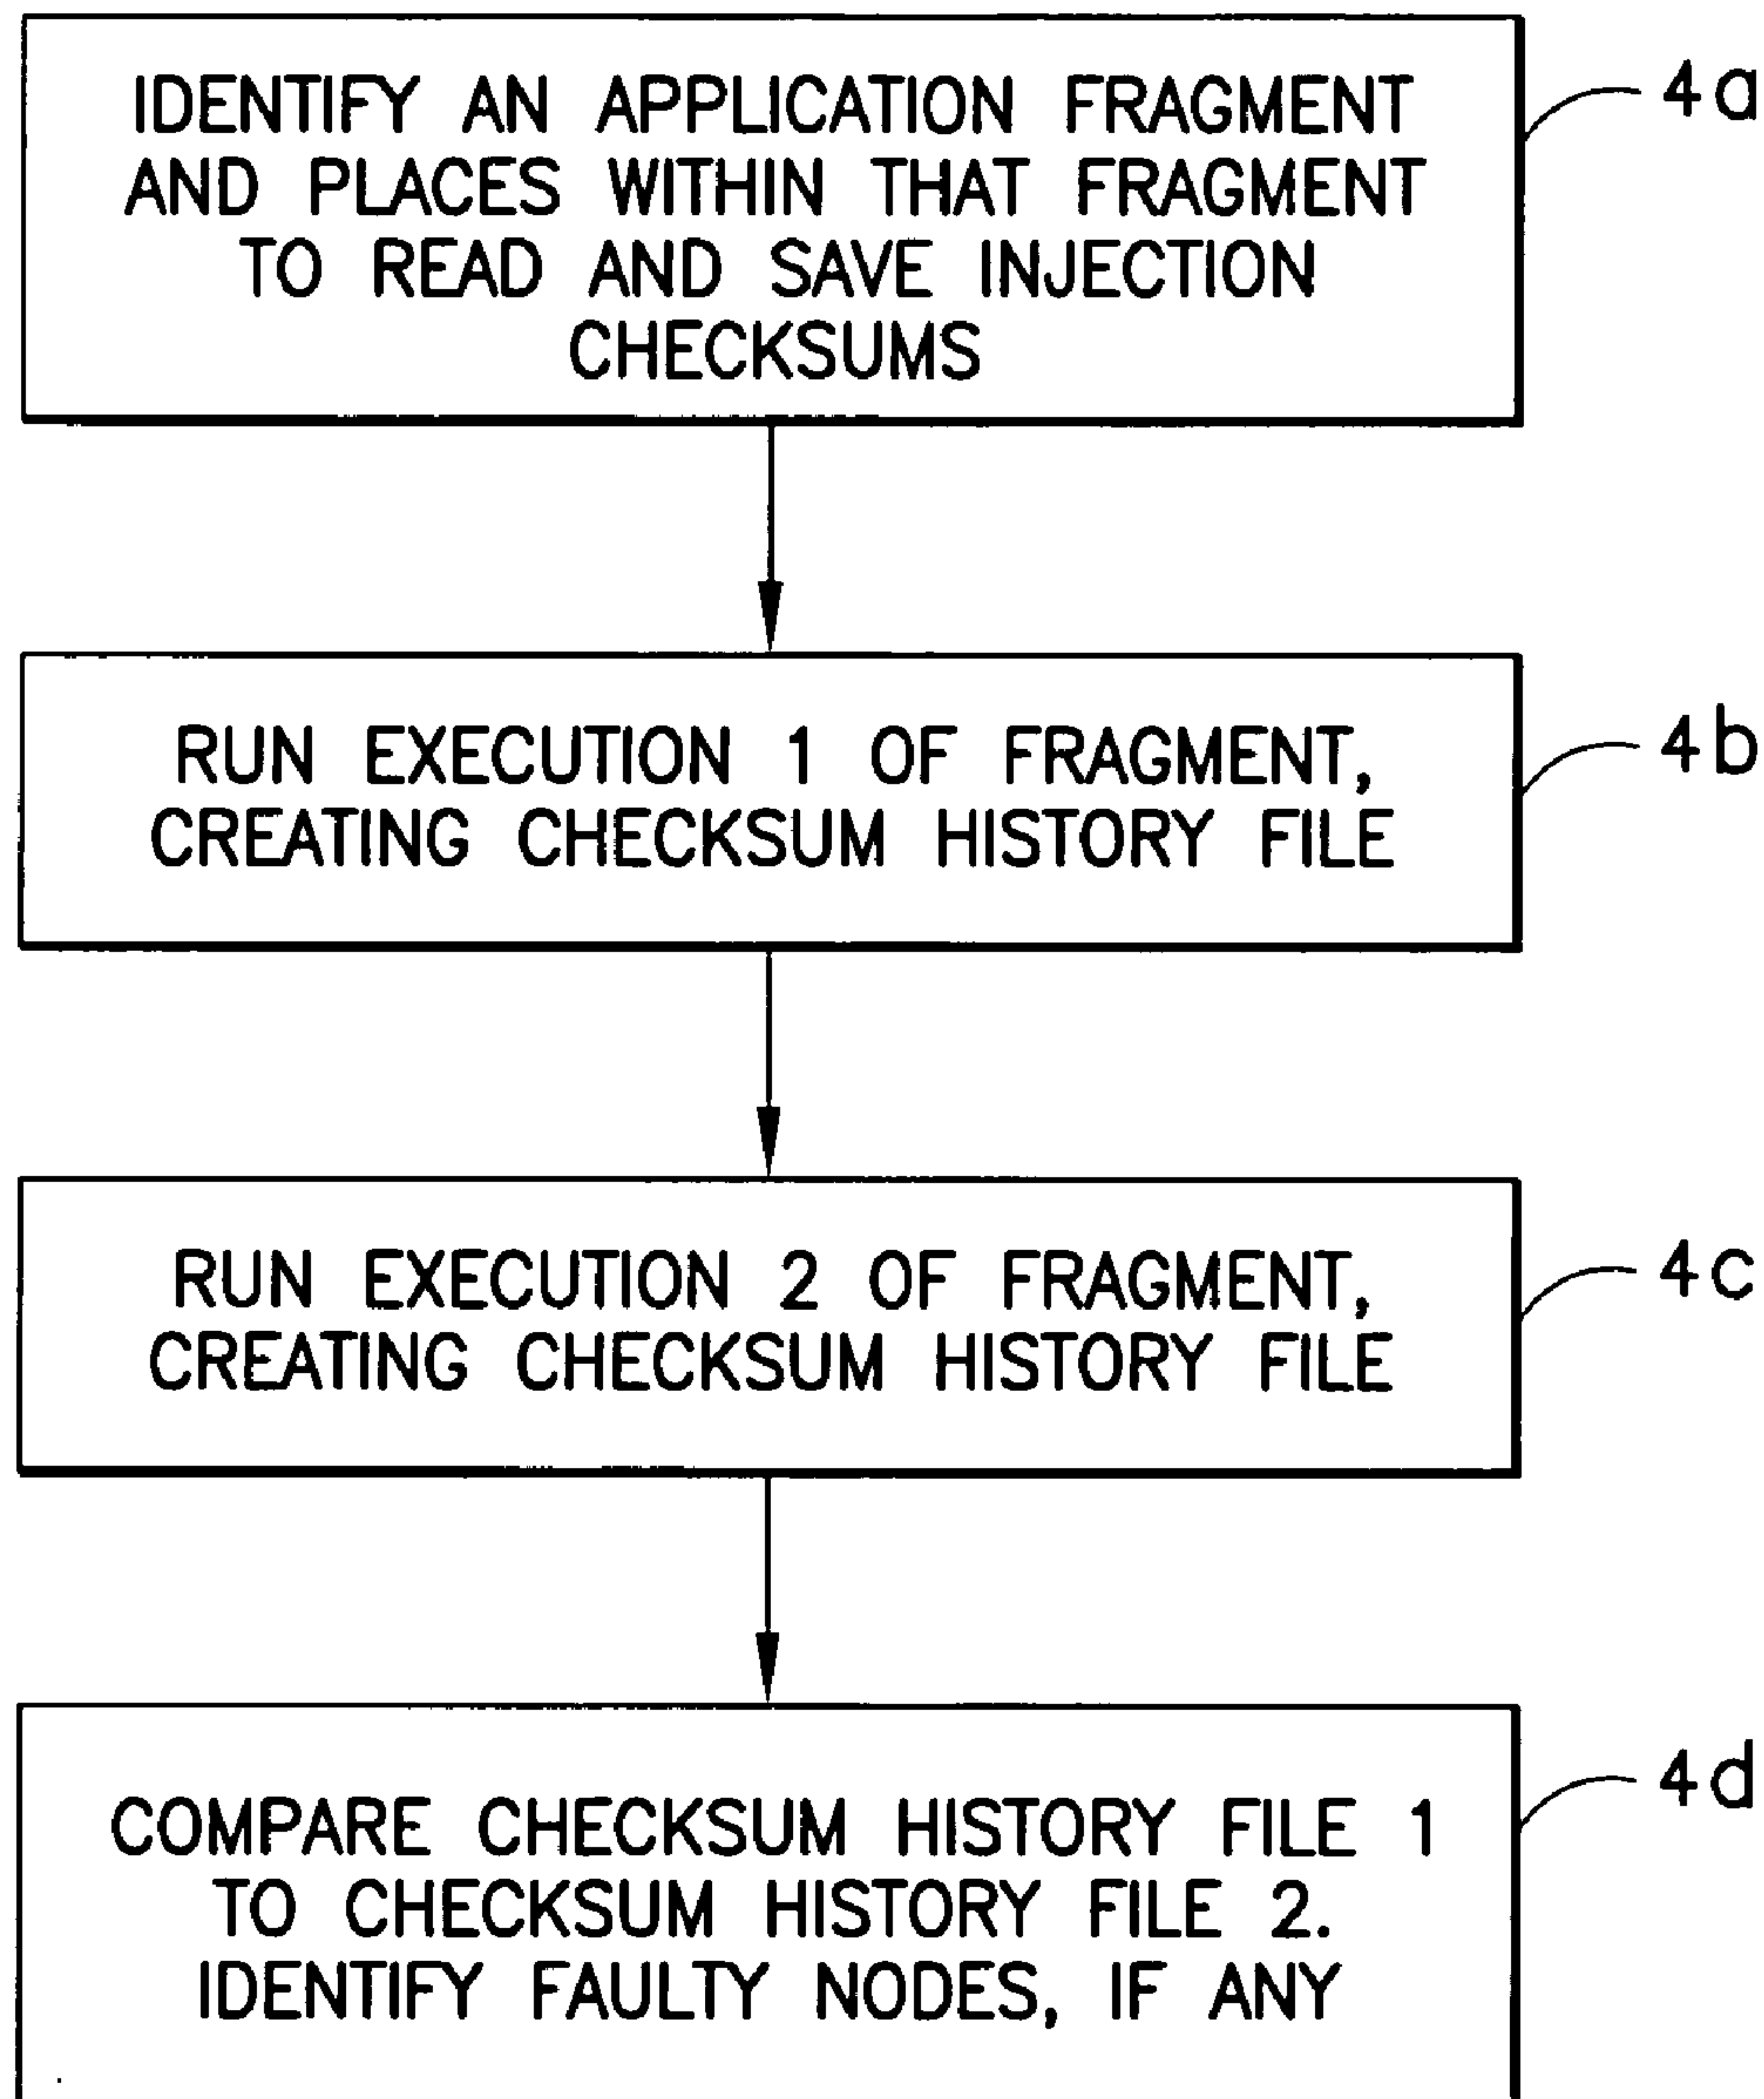 IDENTIFY AN APPLICATION FRAGMENT
AND PLACES WITHIN THAT FRAGMENT
TO READ AND SAVE INJECTION
CHECKSUMS
4a
RUN EXECUTION 1 OF FRAGMENT,
CREATING CHECKSUM HISTORY FILE
4b
RUN EXECUTION 2 OF FRAGMENT,
CREATING CHECKSUM HISTORY FILE
4c
COMPARE CHECKSUM HISTORY FILE 1
TO CHECKSUM HISTORY FILE 2.
IDENTIFY FAULTY NODES, IF ANY
4d